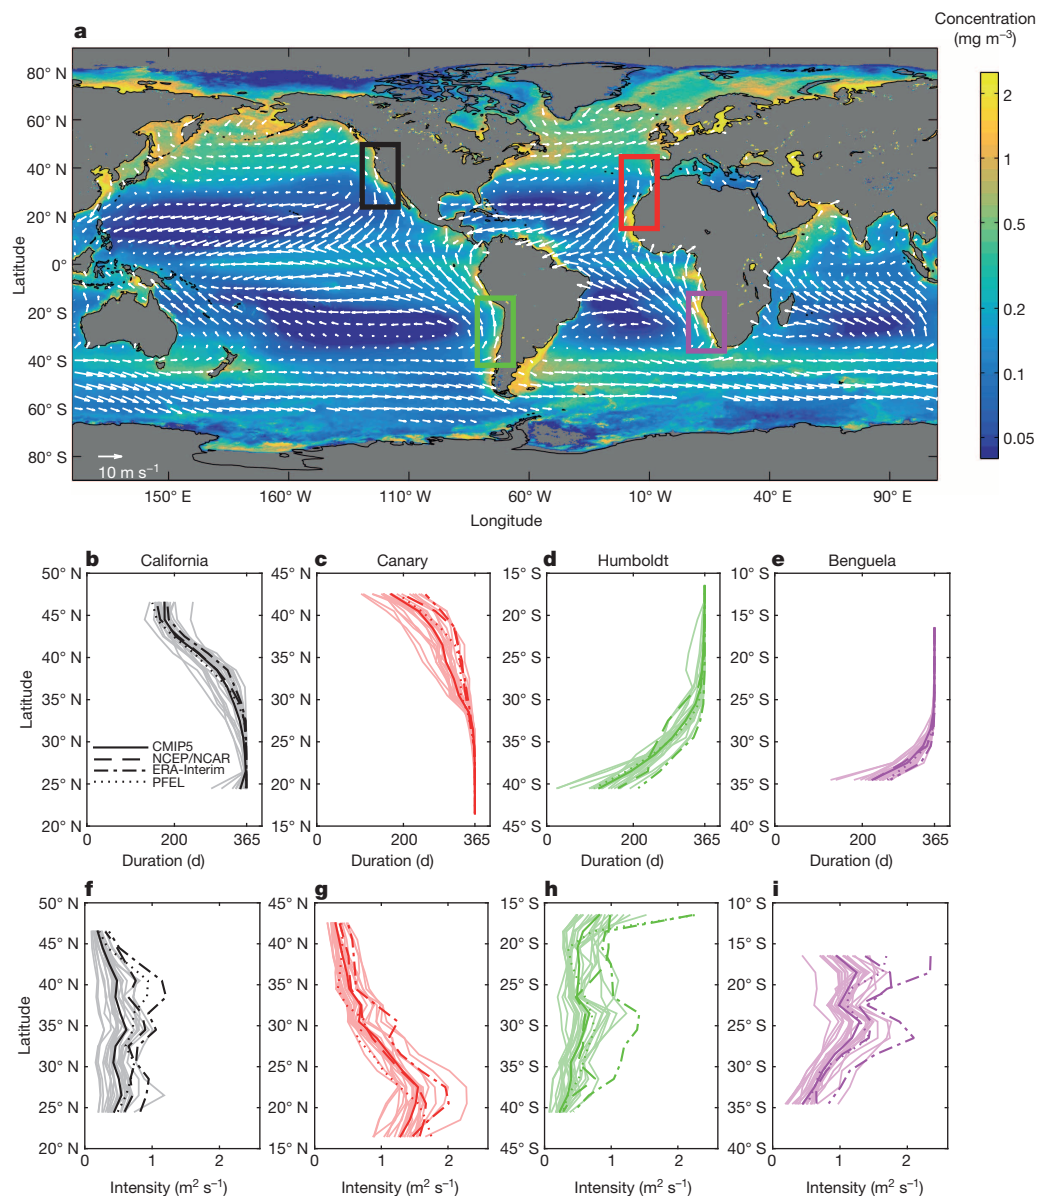 a
Concentration
(mg m⁻³)
80° N
60° N
40° N
20° N
0°
20° S
40° S
60° S
80° S
Latitude
10 m s⁻¹
2
1
0.5
0.2
0.1
0.05
150° E 160° W 110° W 60° W 10° W 40° E 90° E
Longitude
b California
50° N
45° N
40° N
35° N
30° N
25° N
20° N
Latitude
CMIP5
NCEP/NCAR
ERA-Interim
PFEL
0 200 365
Duration (d)
c Canary
45° N
40° N
35° N
30° N
25° N
20° N
15° N
0 200 365
Duration (d)
d Humboldt
15° S
20° S
25° S
30° S
35° S
40° S
45° S
0 200 365
Duration (d)
e Benguela
10° S
15° S
20° S
25° S
30° S
35° S
40° S
0 200 365
Duration (d)
f
50° N
45° N
40° N
35° N
30° N
25° N
20° N
Latitude
0 1 2
Intensity (m² s⁻¹)
g
45° N
40° N
35° N
30° N
25° N
20° N
15° N
0 1 2
Intensity (m² s⁻¹)
h
15° S
20° S
25° S
30° S
35° S
40° S
45° S
0 1 2
Intensity (m² s⁻¹)
i
10° S
15° S
20° S
25° S
30° S
35° S
40° S
0 1 2
Intensity (m² s⁻¹)